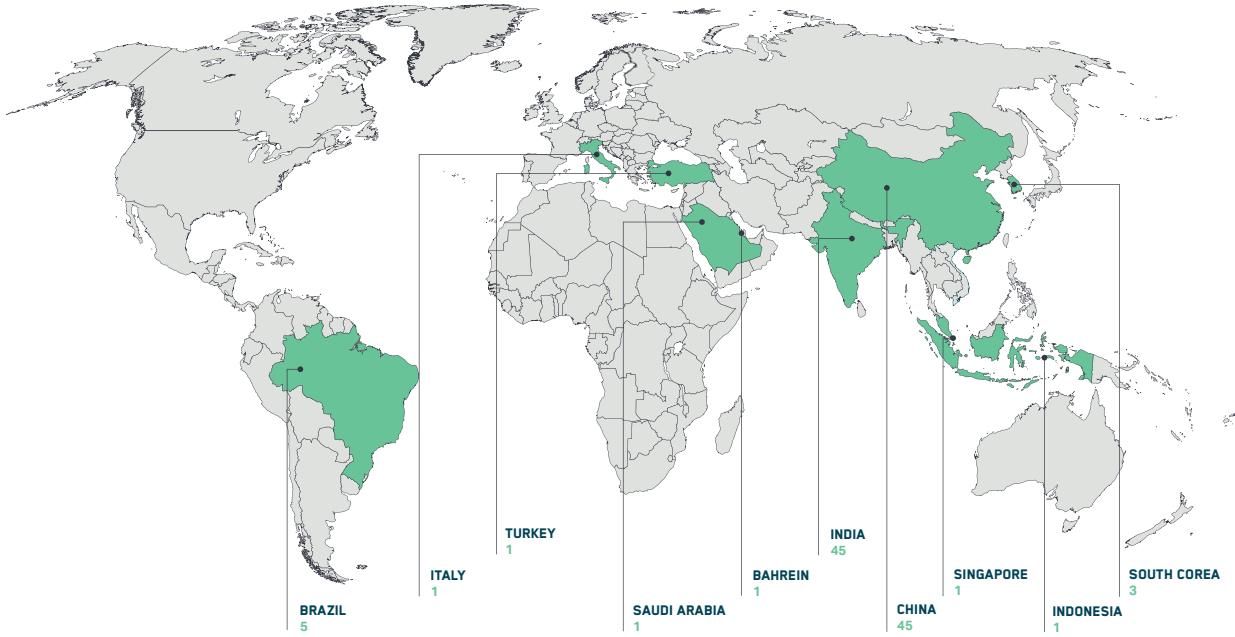 TURKEY
1
INDIA
45
ITALY
1
BAHREIN
1
SINGAPORE
1
SOUTH COREA
3
BRAZIL
5
SAUDI ARABIA
1
CHINA
45
INDONESIA
1